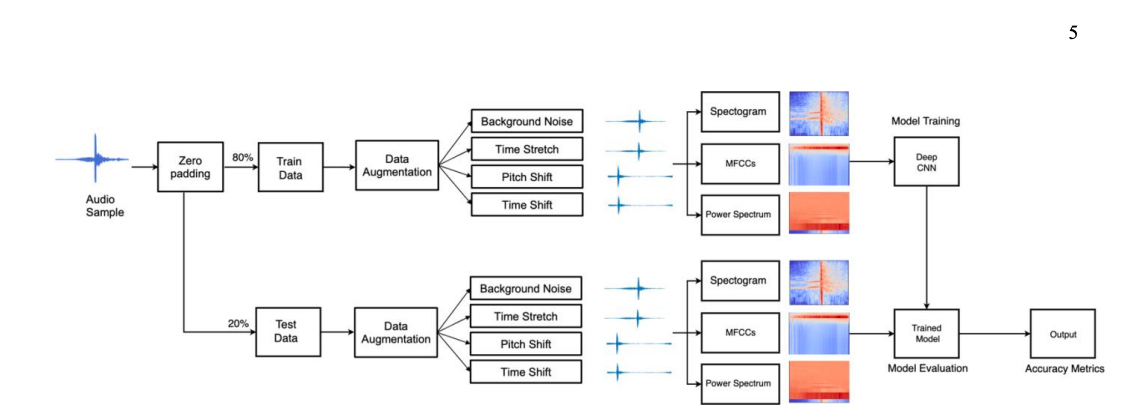 5
Audio
Sample
Zero
padding
80%
Train
Data
Data
Augmentation
Background Noise
Time Stretch
Pitch Shift
Time Shift
Spectogram
MFCCs
Power Spectrum
Model Training
Deep
CNN
20%
Test
Data
Data
Augmentation
Background Noise
Time Stretch
Pitch Shift
Time Shift
Spectogram
MFCCs
Power Spectrum
Trained
Model
Model Evaluation
Output
Accuracy Metrics